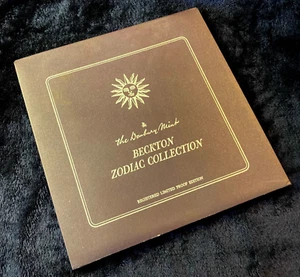 &
the Danbury Mint
BECKTON
ZODIAC COLLECTION
REGISTERED LIMITED PROOF EDITION